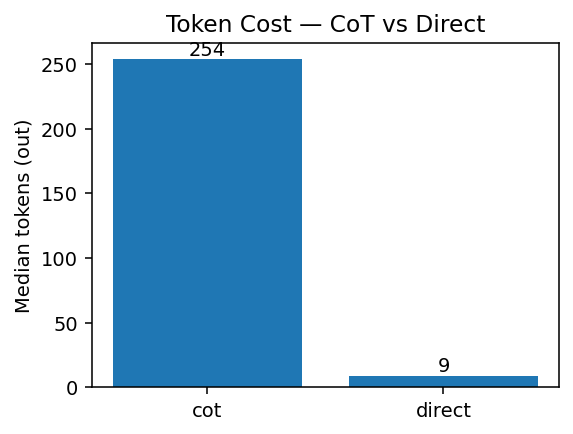 Token Cost — CoT vs Direct
Median tokens (out)
250
200
150
100
50
0
254
9
cot
direct